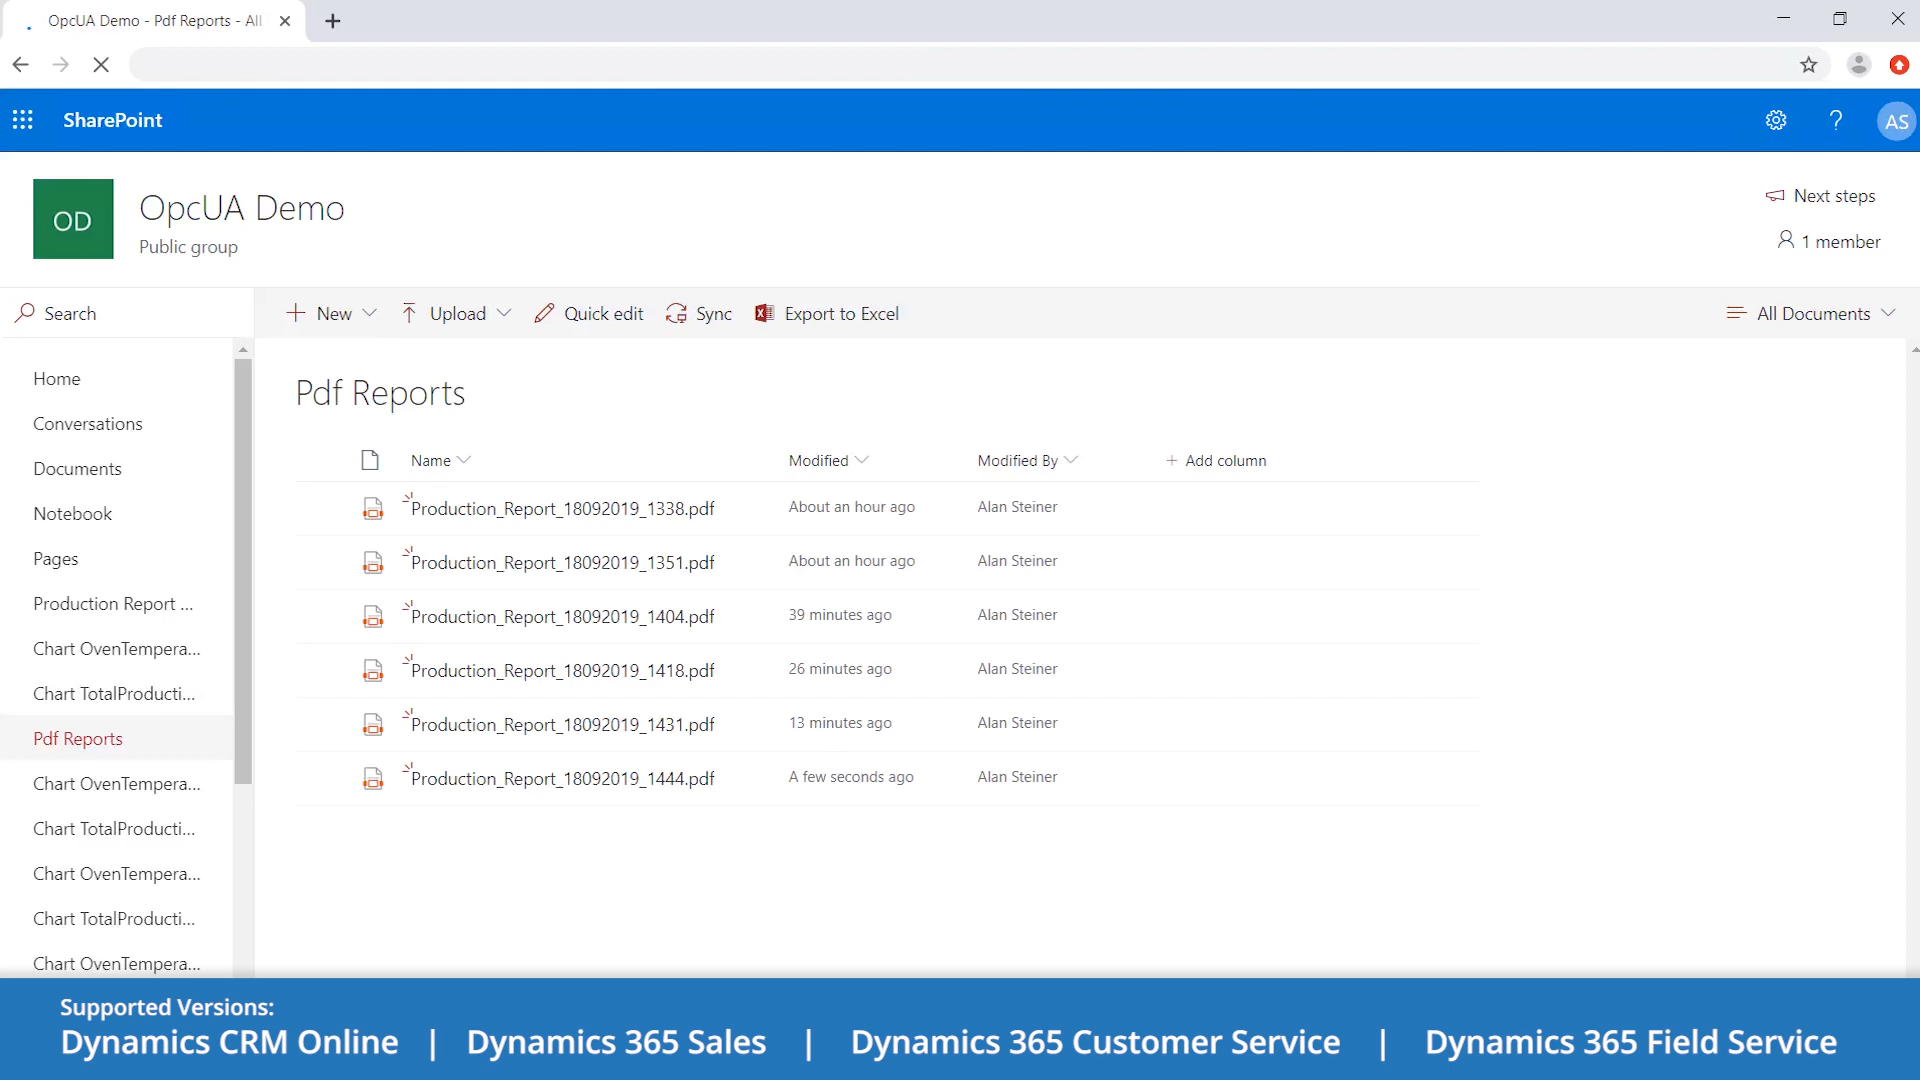 OpcUA Demo - Pdf Reports - All
SharePoint
AS
OD
OpcUA Demo
Public group
Next steps
1 member
Search
New
Upload
Quick edit
Sync
Export to Excel
All Documents
Home
Conversations
Documents
Notebook
Pages
Production Report ...
Chart OvenTempera...
Chart TotalProducti...
Pdf Reports
Chart OvenTempera...
Chart TotalProducti...
Chart OvenTempera...
Chart TotalProducti...
Chart OvenTempera...
Pdf Reports
Name Modified Modified By + Add column
Production_Report_18092019_1338.pdf About an hour ago Alan Steiner
Production_Report_18092019_1351.pdf About an hour ago Alan Steiner
Production_Report_18092019_1404.pdf 39 minutes ago Alan Steiner
Production_Report_18092019_1418.pdf 26 minutes ago Alan Steiner
Production_Report_18092019_1431.pdf 13 minutes ago Alan Steiner
Production_Report_18092019_1444.pdf A few seconds ago Alan Steiner
Supported Versions:
Dynamics CRM Online | Dynamics 365 Sales | Dynamics 365 Customer Service | Dynamics 365 Field Service